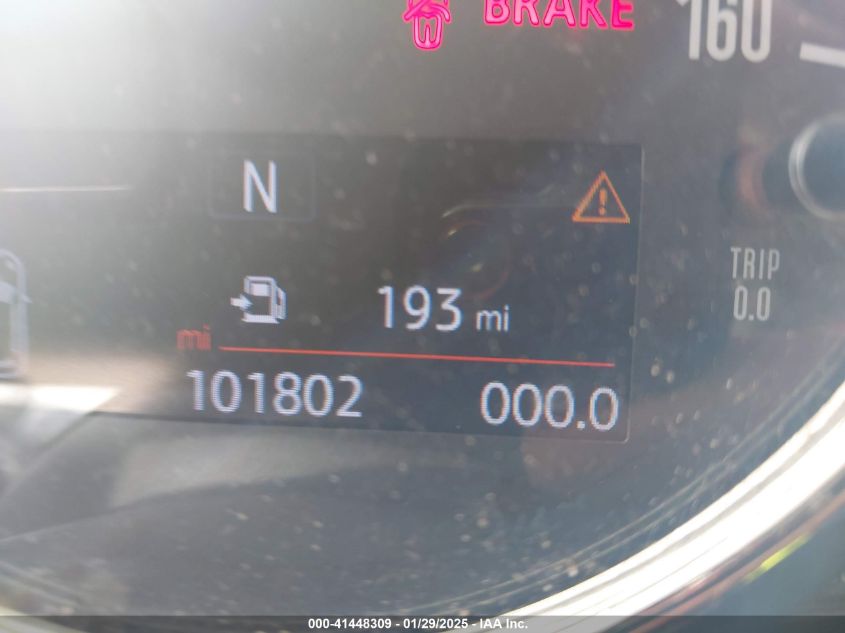 BRAKE
160
N
TRIP
0.0
193 mi
mi
101802 000.0
000-41448309 - 01/29/2025 - IAA Inc.